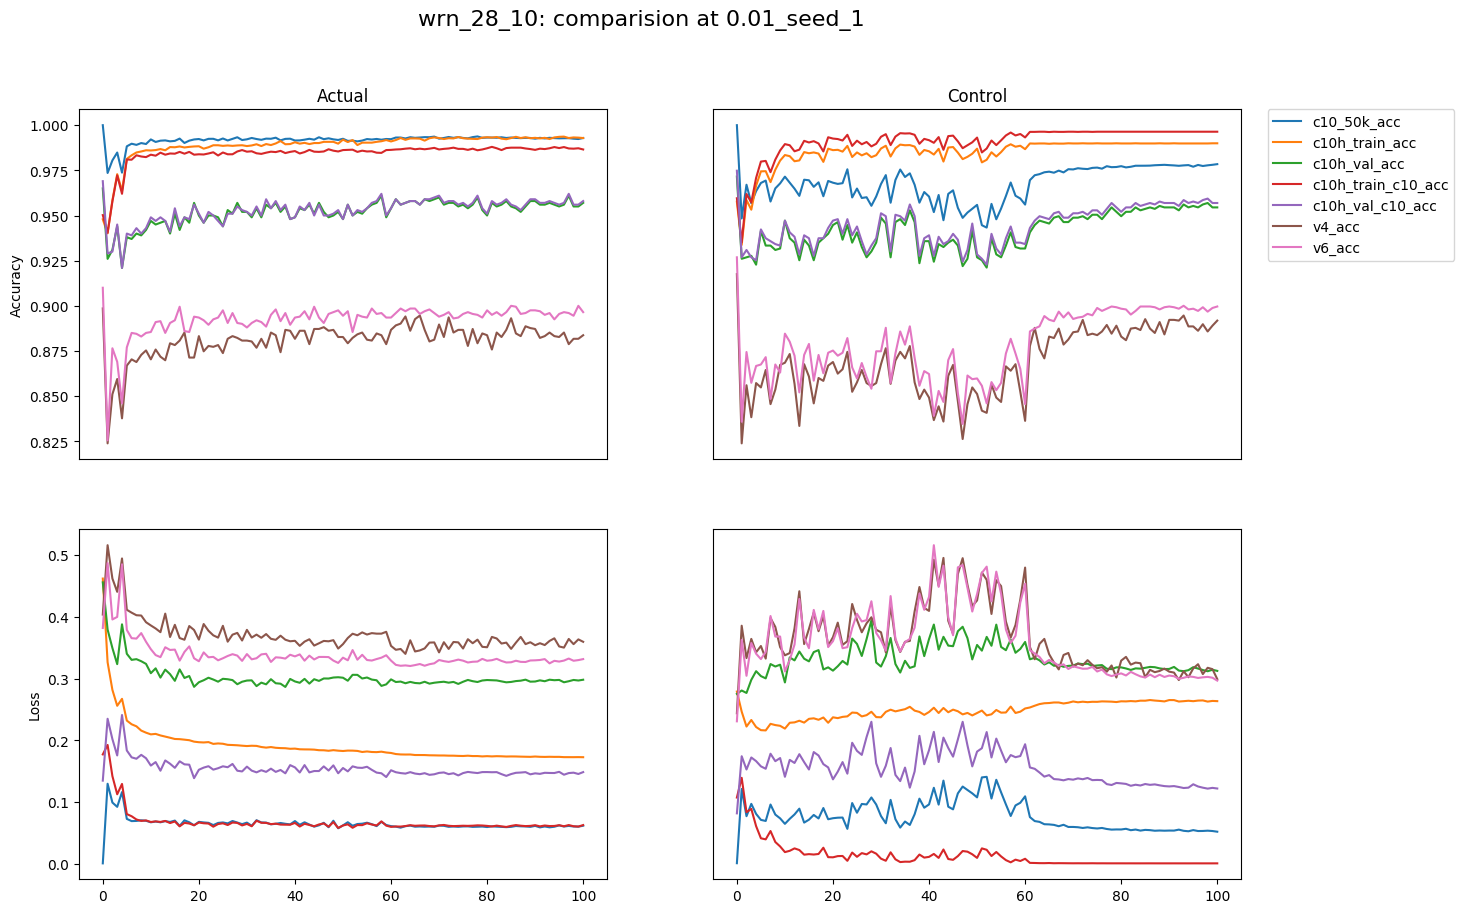 wrn_28_10: comparision at 0.01_seed_1
Actual
Control
c10_50k_acc
c10h_train_acc
c10h_val_acc
c10h_train_c10_acc
c10h_val_c10_acc
v4_acc
v6_acc
Accuracy
1.000
0.975
0.950
0.925
0.900
0.875
0.850
0.825
Loss
0.5
0.4
0.3
0.2
0.1
0.0
0 20 40 60 80 100
0 20 40 60 80 100